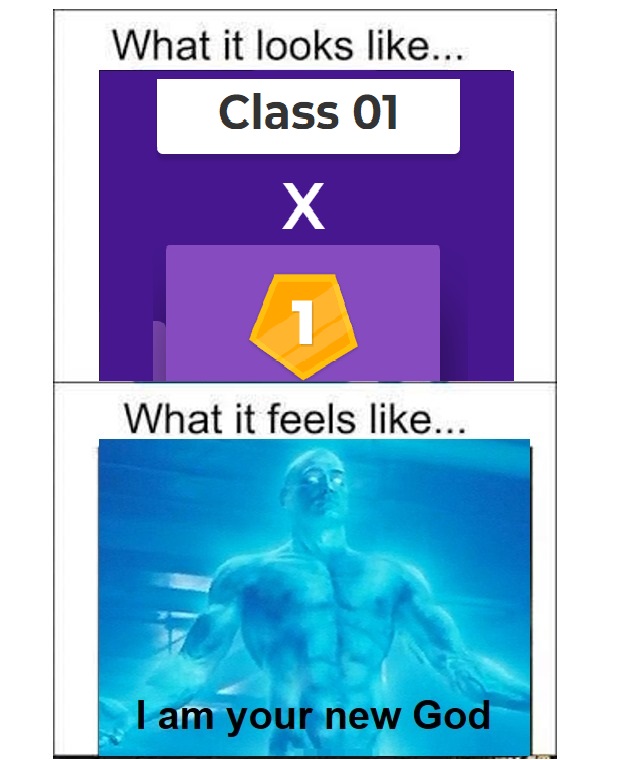 What it looks like...
Class 01
X
1
What it feels like...
I am your new God